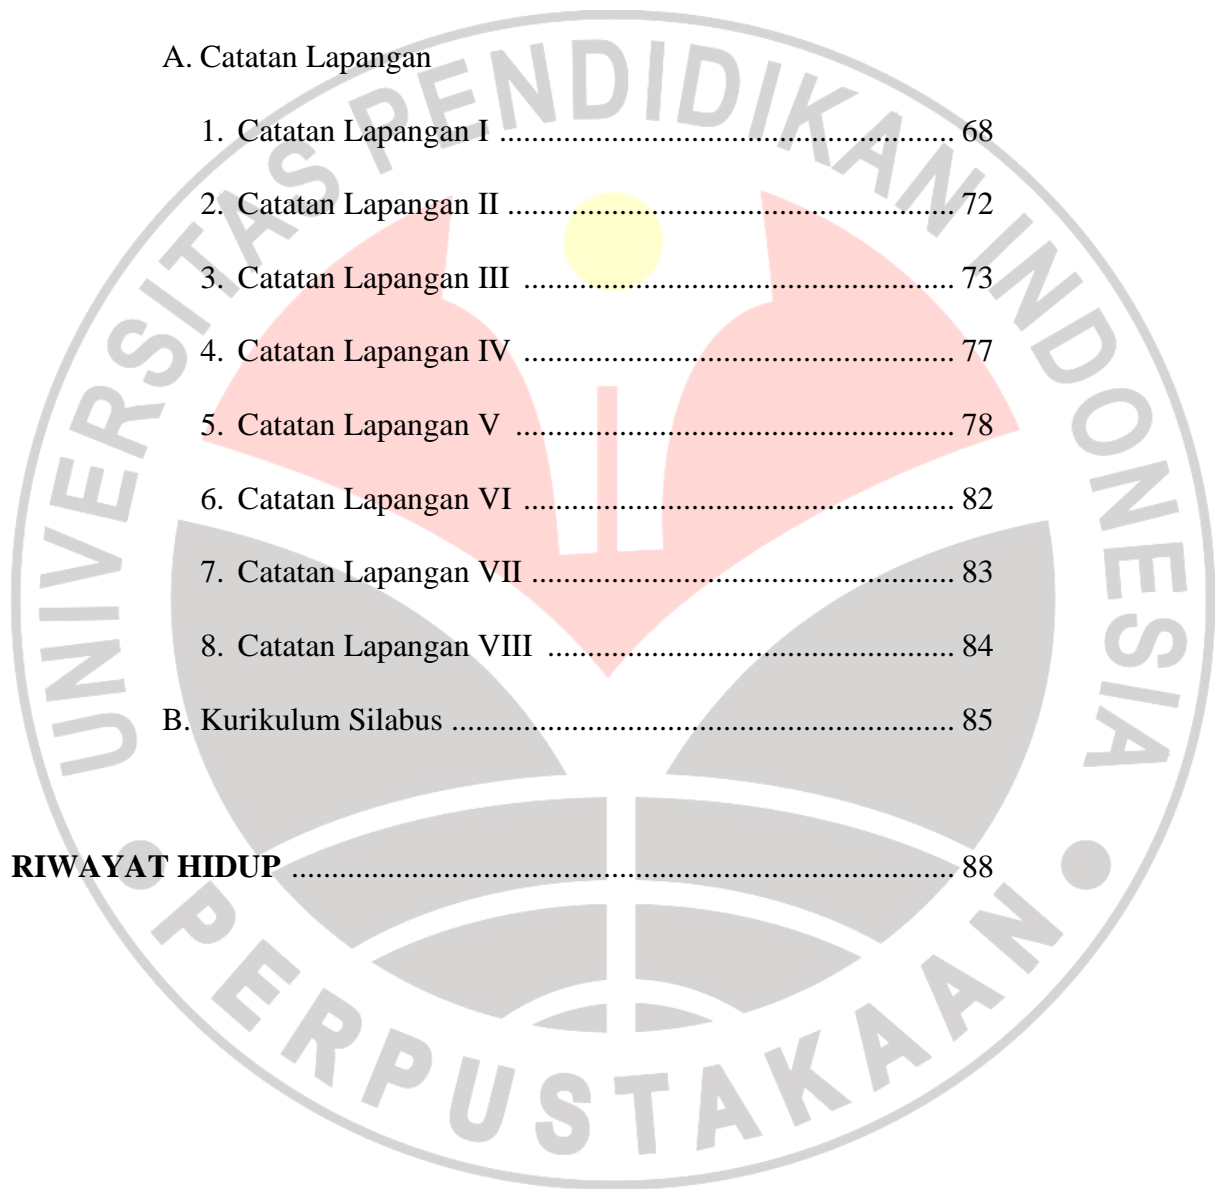 A. Catatan Lapangan
1. Catatan Lapangan I ........................................................... 68
2. Catatan Lapangan II .......................................................... 72
3. Catatan Lapangan III ........................................................ 73
4. Catatan Lapangan IV ........................................................ 77
5. Catatan Lapangan V ......................................................... 78
6. Catatan Lapangan VI ........................................................ 82
7. Catatan Lapangan VII ....................................................... 83
8. Catatan Lapangan VIII ..................................................... 84
B. Kurikulum Silabus ................................................................. 85
RIWAYAT HIDUP ...................................................................................... 88
UNIVERSITAS PENDIDIKAN INDONESIA
PERPUSTAKAAN